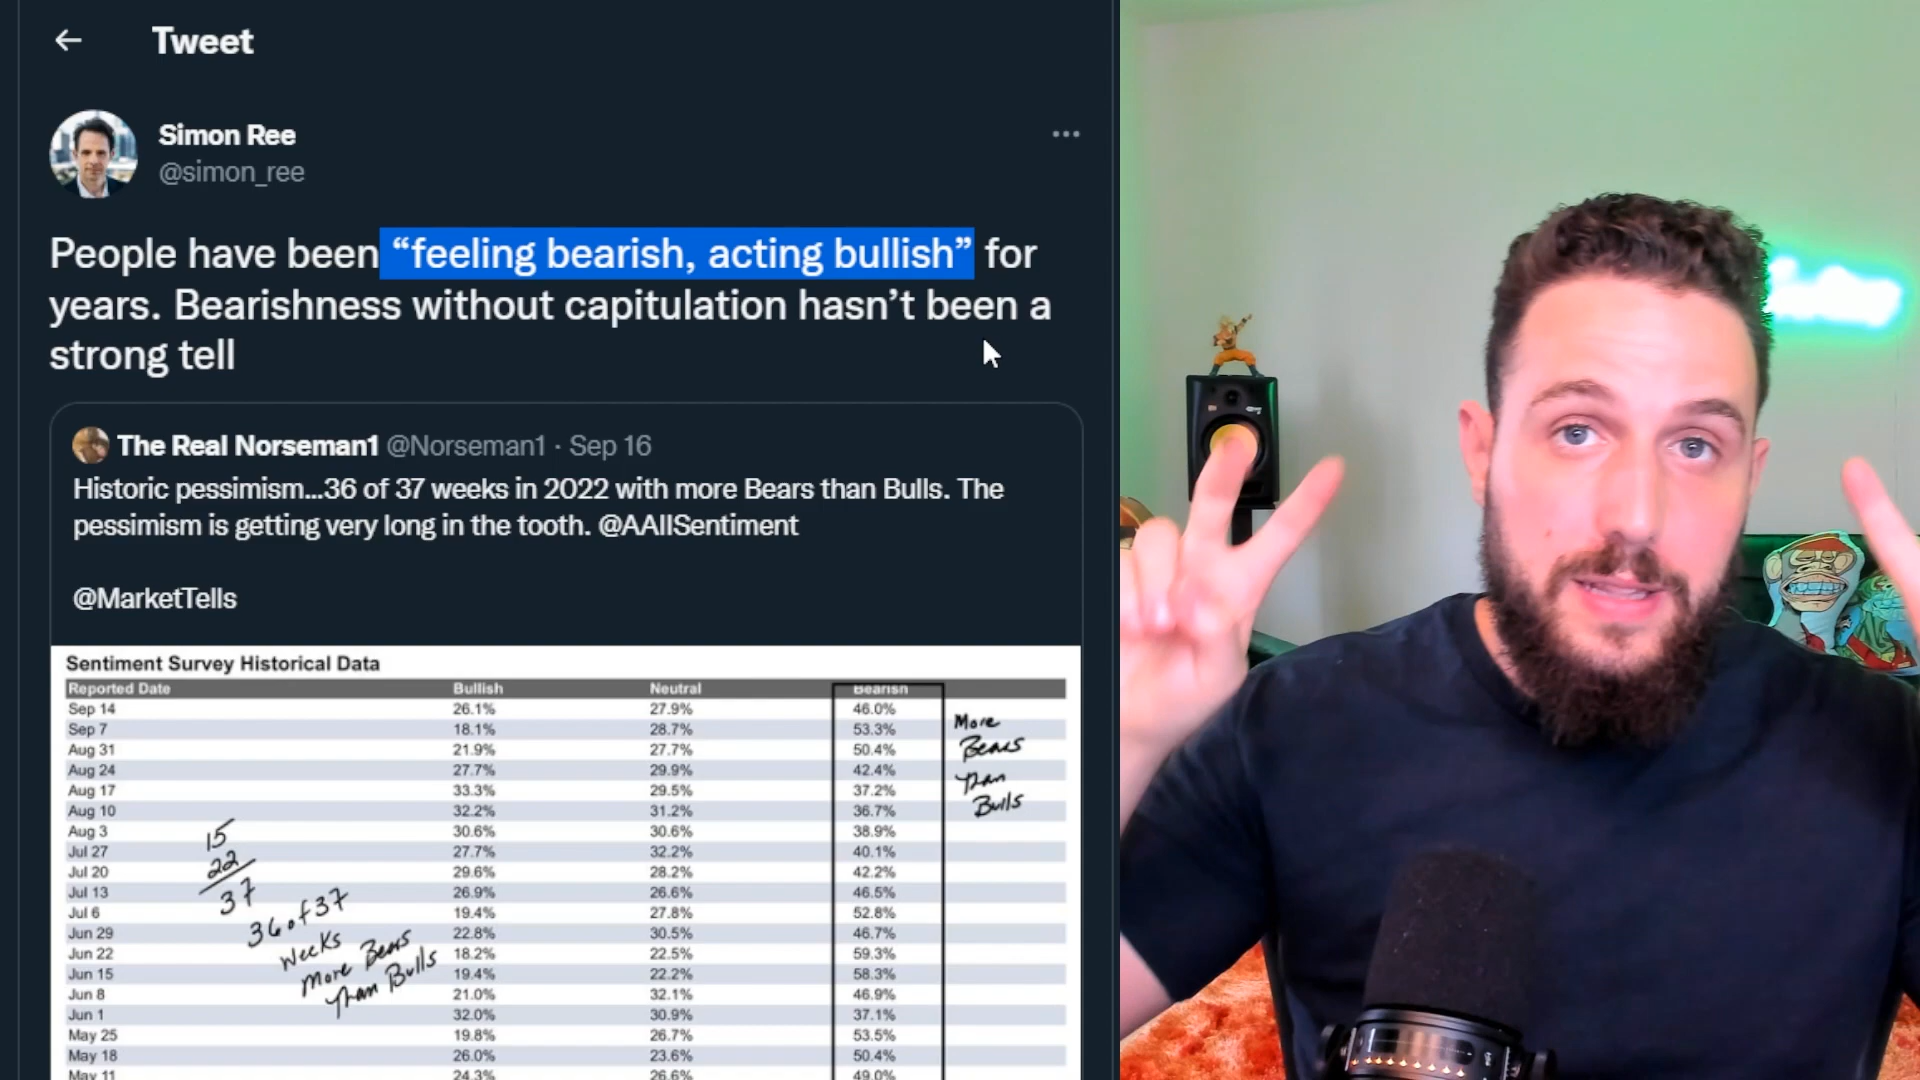 Tweet
Simon Ree
@simon_ree
People have been “feeling bearish, acting bullish” for
years. Bearishness without capitulation hasn’t been a
strong tell
The Real Norseman1 @Norseman1 · Sep 16
Historic pessimism...36 of 37 weeks in 2022 with more Bears than Bulls. The
pessimism is getting very long in the tooth. @AAIISentiment
@MarketTells
Sentiment Survey Historical Data
Reported Date Bullish Neutral Bearish
Sep 14 26.1% 27.9% 46.0%
Sep 7 18.1% 28.7% 53.3%
Aug 31 21.9% 27.7% 50.4%
Aug 24 27.7% 29.9% 42.4%
Aug 17 33.3% 29.5% 37.2%
Aug 10 32.2% 31.2% 36.7%
Aug 3 30.6% 30.6% 38.9%
Jul 27 27.7% 32.2% 40.1%
Jul 20 29.6% 28.2% 42.2%
Jul 13 26.9% 26.6% 46.5%
Jul 6 19.4% 27.8% 52.8%
Jun 29 22.8% 30.5% 46.7%
Jun 22 18.2% 22.5% 59.3%
Jun 15 19.4% 22.2% 58.3%
Jun 8 21.0% 32.1% 46.9%
Jun 1 32.0% 30.9% 37.1%
May 25 19.8% 26.7% 53.5%
May 18 26.0% 23.6% 50.4%
May 11 24.3% 26.6% 49.0%
More
Bears
Than
Bulls
15
22
37
36 of 37
Weeks
More Bears
Than Bulls